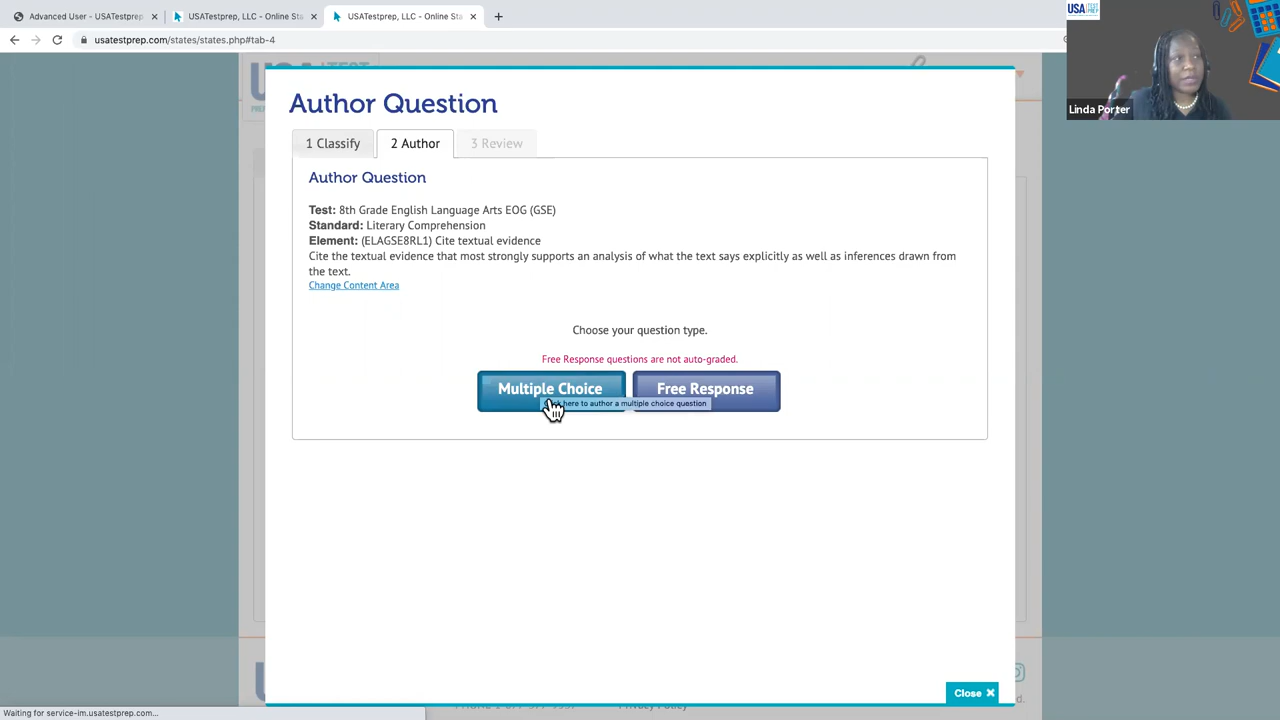 Advanced User - USATestprep
USATestprep, LLC - Online Sta
USATestprep, LLC - Online Sta
usatestprep.com/states/states.php#tab-4
USA TEST
Linda Porter
Author Question
1 Classify
2 Author
3 Review
Author Question
Test: 8th Grade English Language Arts EOG (GSE)
Standard: Literary Comprehension
Element: (ELAGSE8RL1) Cite textual evidence
Cite the textual evidence that most strongly supports an analysis of what the text says explicitly as well as inferences drawn from
the text.
Change Content Area
Choose your question type.
Free Response questions are not auto-graded.
Multiple Choice
Free Response
here to author a multiple choice question
Close
Waiting for service-im.usatestprep.com...